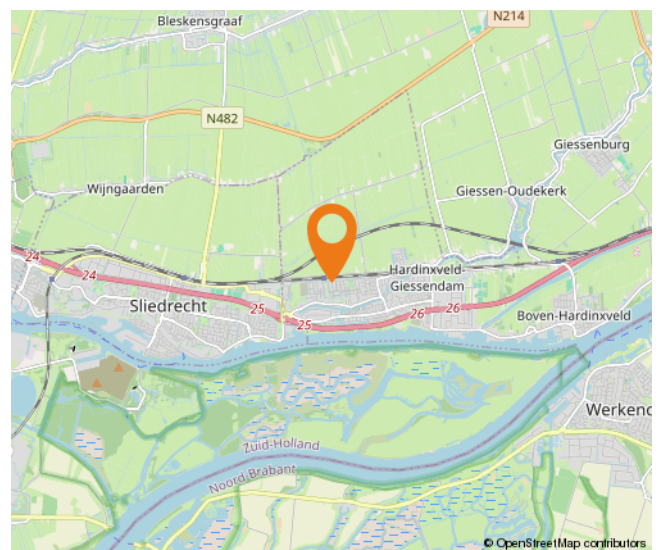 Bleskensgraaf
N214
N482
Giessenburg
Wijngaarden
Giessen-Oudekerk
24
24
Hardinxveld-
Giessendam
Sliedrecht
25
25
26
26
Boven-Hardinxveld
Werkend
Zuid-Holland
Noord-Brabant
© OpenStreetMap contributors